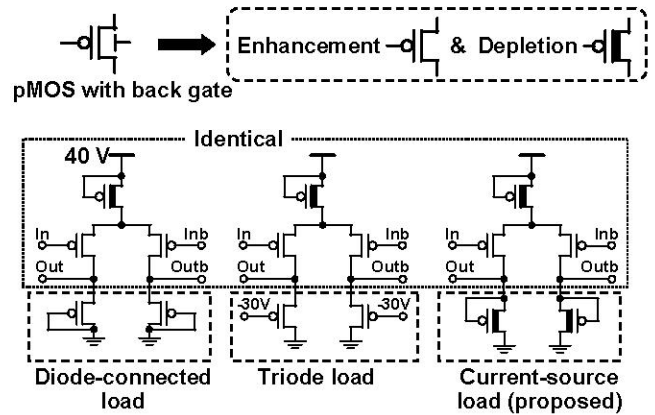 Enhancement & Depletion
pMOS with back gate
Identical
40 V
In Inb In Inb In Inb
Out Outb Out Outb Out Outb
-30V -30V
Diode-connected load
Triode load
Current-source load (proposed)